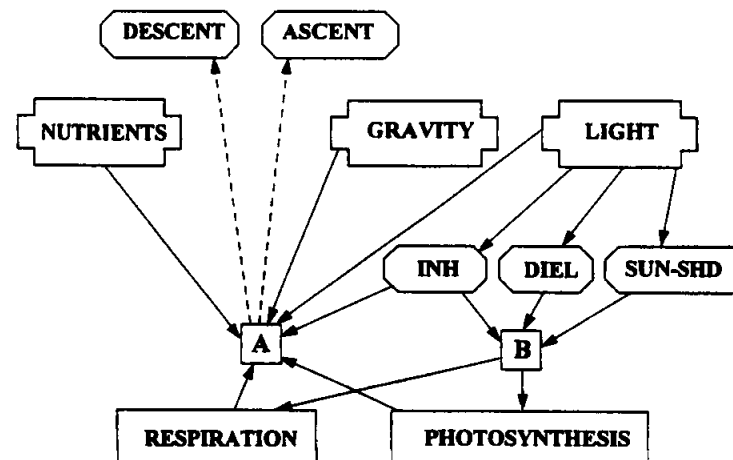 DESCENT
ASCENT
NUTRIENTS
GRAVITY
LIGHT
INH
DIEL
SUN-SHD
A
B
RESPIRATION
PHOTOSYNTHESIS